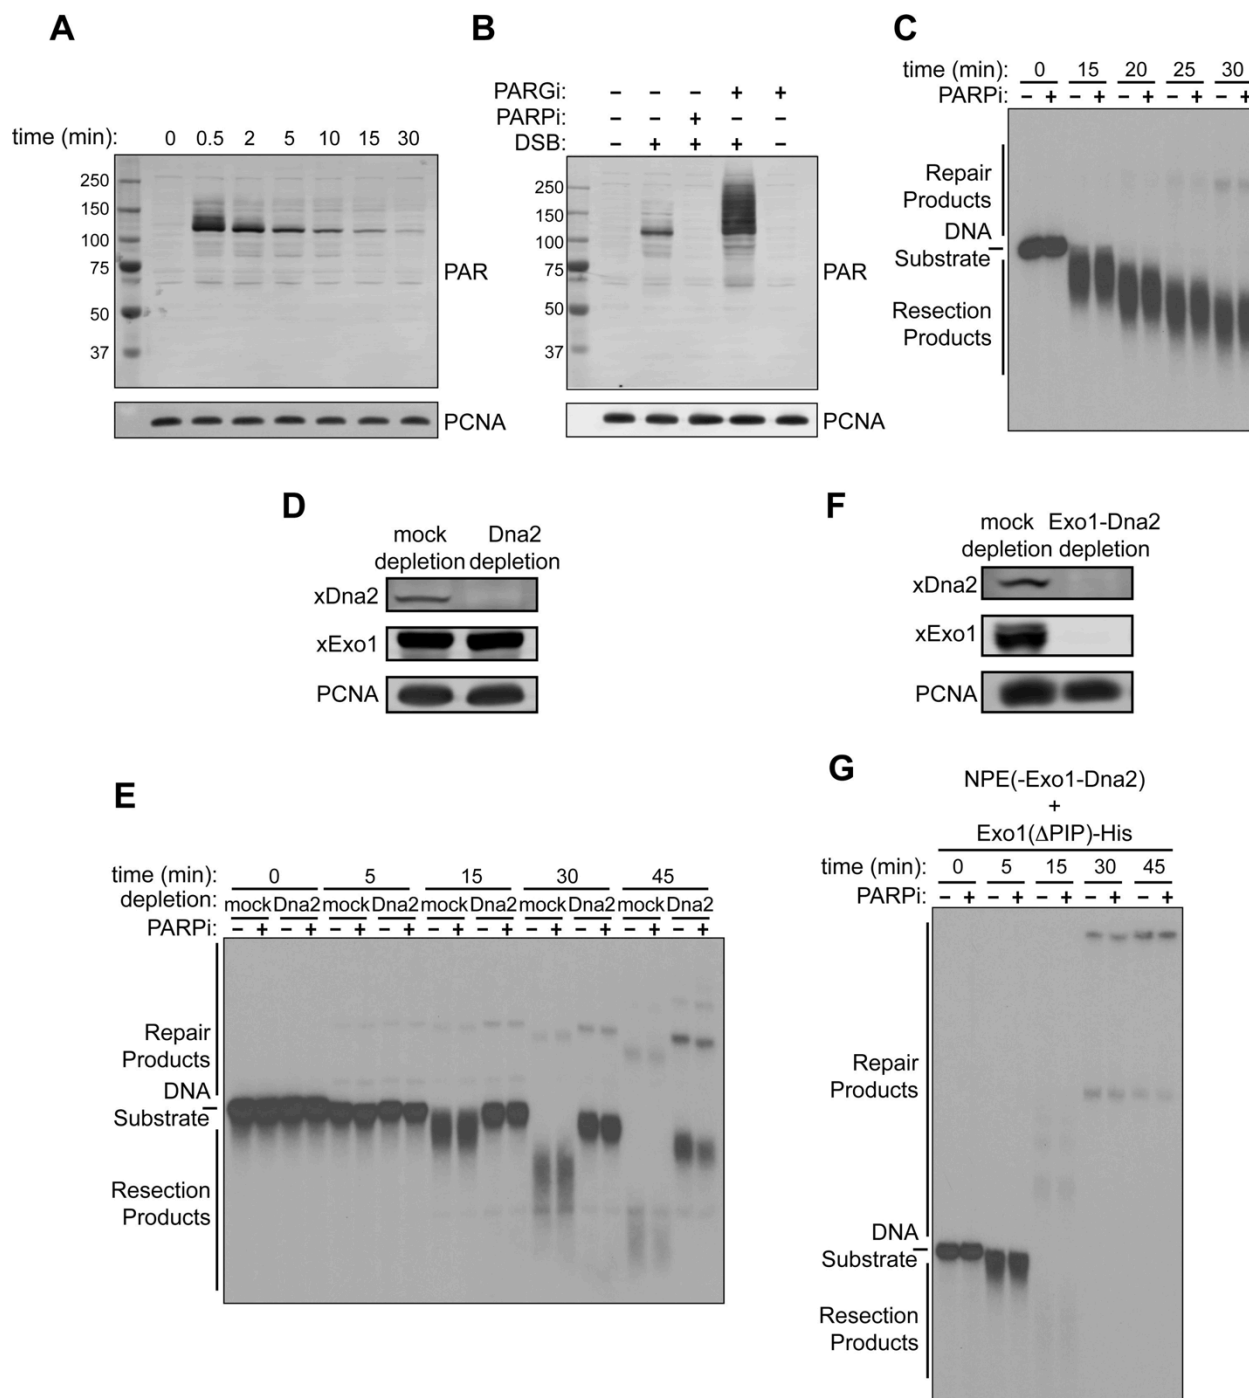 A
time (min): 0 0.5 2 5 10 15 30
250
150
100
75
50
37
PAR
PCNA
B
PARGi: – – – + +
PARPi: – – + – –
DSB: – + + + –
250
150
100
75
50
37
PAR
PCNA
C
time (min): 0 15 20 25 30
PARPi: – + – + – + – + – +
Repair
Products
DNA
Substrate
Resection
Products
D
mock
depletion
Dna2
depletion
xDna2
xExo1
PCNA
F
mock
depletion
Exo1-Dna2
depletion
xDna2
xExo1
PCNA
E
time (min): 0 5 15 30 45
depletion: mock Dna2 mock Dna2 mock Dna2 mock Dna2 mock Dna2
PARPi: – + – + – + – + – + – + – + – + – + – +
Repair
Products
DNA
Substrate
Resection
Products
G
NPE(-Exo1-Dna2)
+
Exo1(ΔPIP)-His
time (min): 0 5 15 30 45
PARPi: – + – + – + – + – +
Repair
Products
DNA
Substrate
Resection
Products